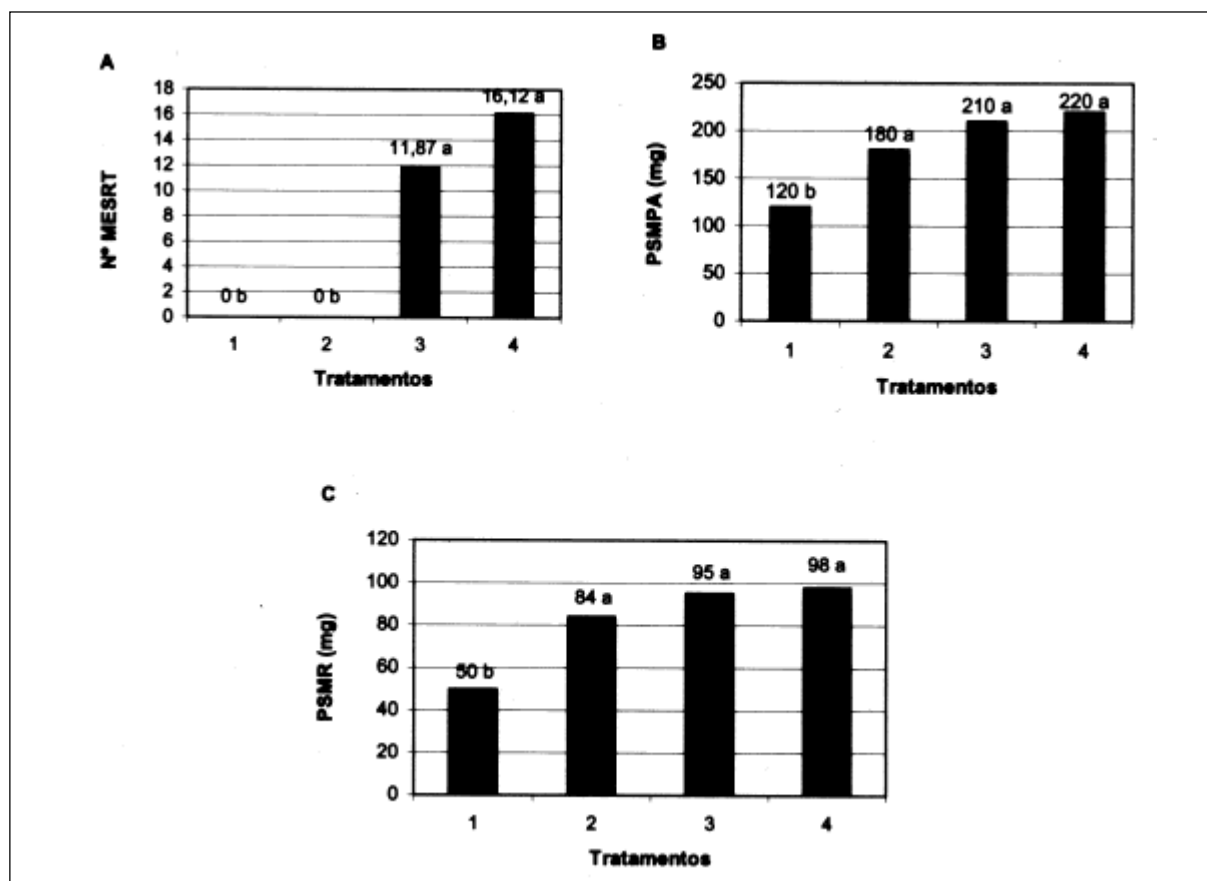 A
Nº MESRT
18
16
14
12
10
8
6
4
2
0
0 b
0 b
11,87 a
16,12 a
1
2
3
4
Tratamentos
B
PSMPA (mg)
250
200
150
100
50
0
120 b
180 a
210 a
220 a
1
2
3
4
Tratamentos
C
PSMR (mg)
120
100
80
60
40
20
0
50 b
84 a
95 a
98 a
1
2
3
4
Tratamentos